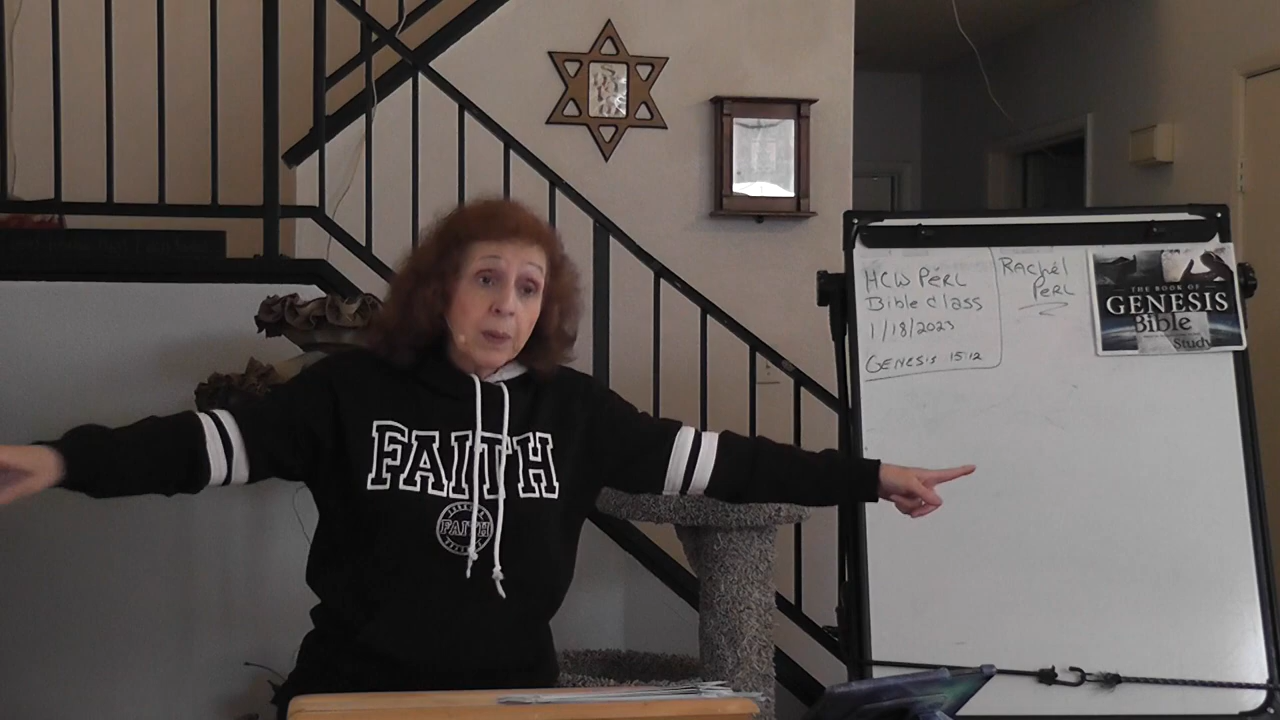 HCW Perl
Bible Class
1/18/2023
Genesis 15:12
Rachel
Perl
THE BOOK OF
GENESIS
Bible
Study
FAITH
FAITH